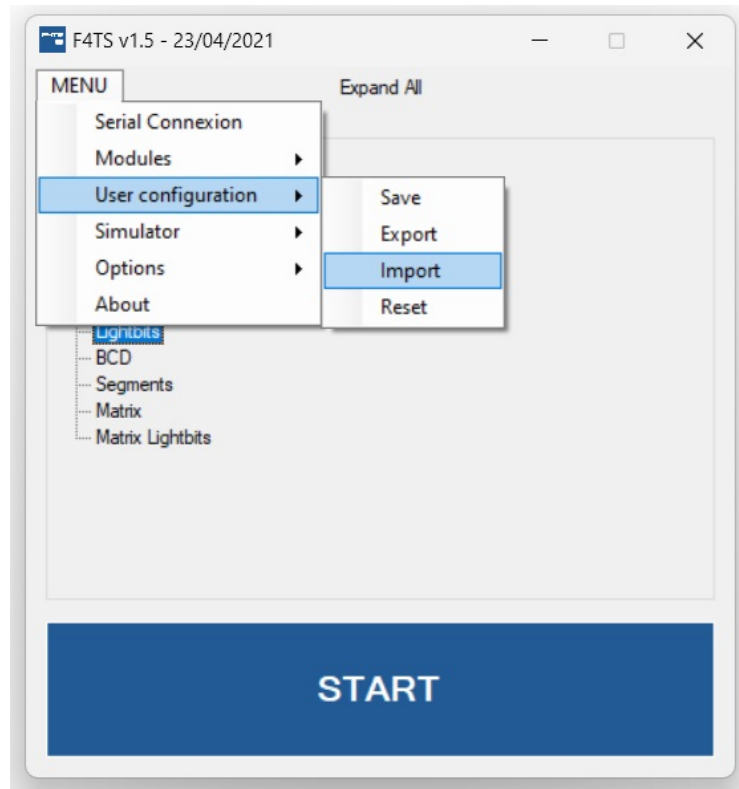 F4TS v1.5 - 23/04/2021
MENU
Expand All
Serial Connexion
Modules
User configuration
Simulator
Options
About
Save
Export
Import
Reset
Lightbits
BCD
Segments
Matrix
Matrix Lightbits
START